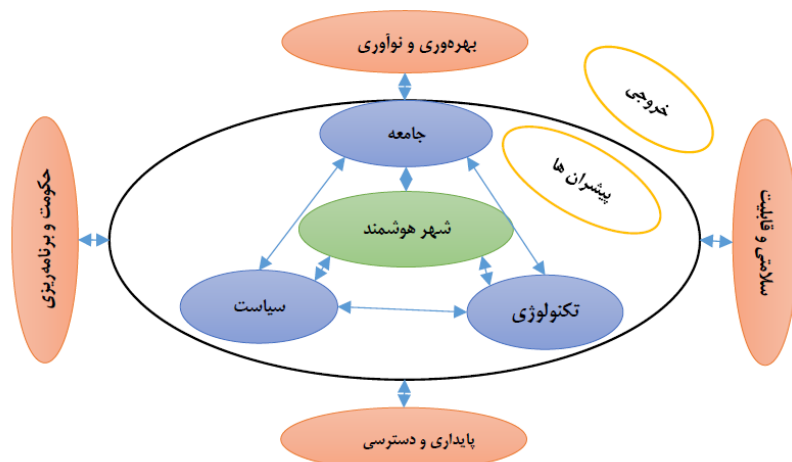 بهره‌وری و نوآوری
خروجی
جامعه
پیشران ها
حکومت و برنامه‌ریزی
شهر هوشمند
سلامتی و قابلیت
سیاست
تکنولوژی
پایداری و دسترسی